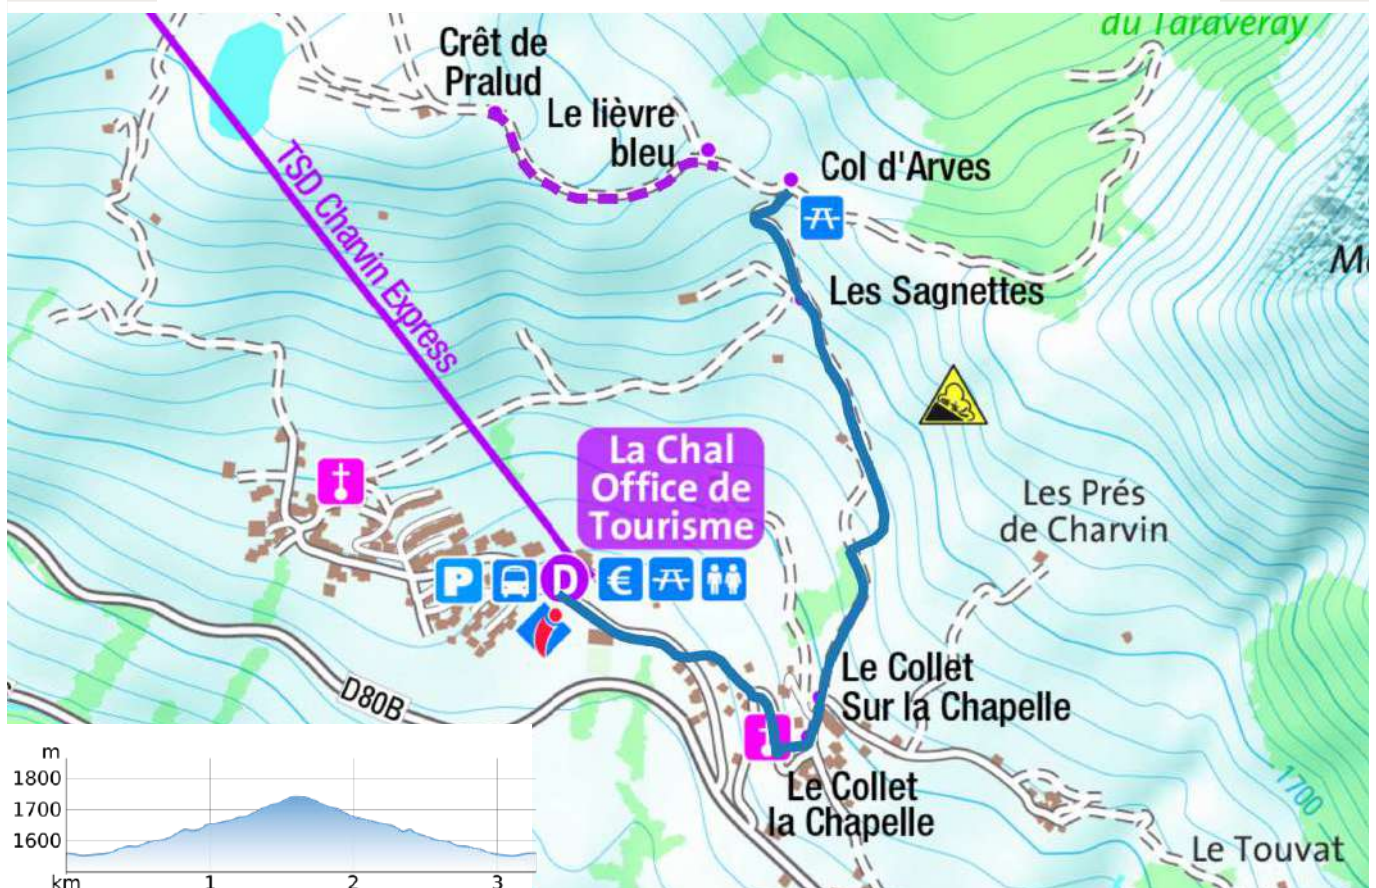 du Taraveray
Crêt de
Pralud
Le lièvre
bleu
Col d'Arves
TSD Charvin Express
Les Sagnettes
La Chal
Office de
Tourisme
Les Prés
de Charvin
P
D
€
i
D80B
Le Collet
Sur la Chapelle
Le Collet
la Chapelle
1700
Le Touvat
m
1800
1700
1600
km
1
2
3